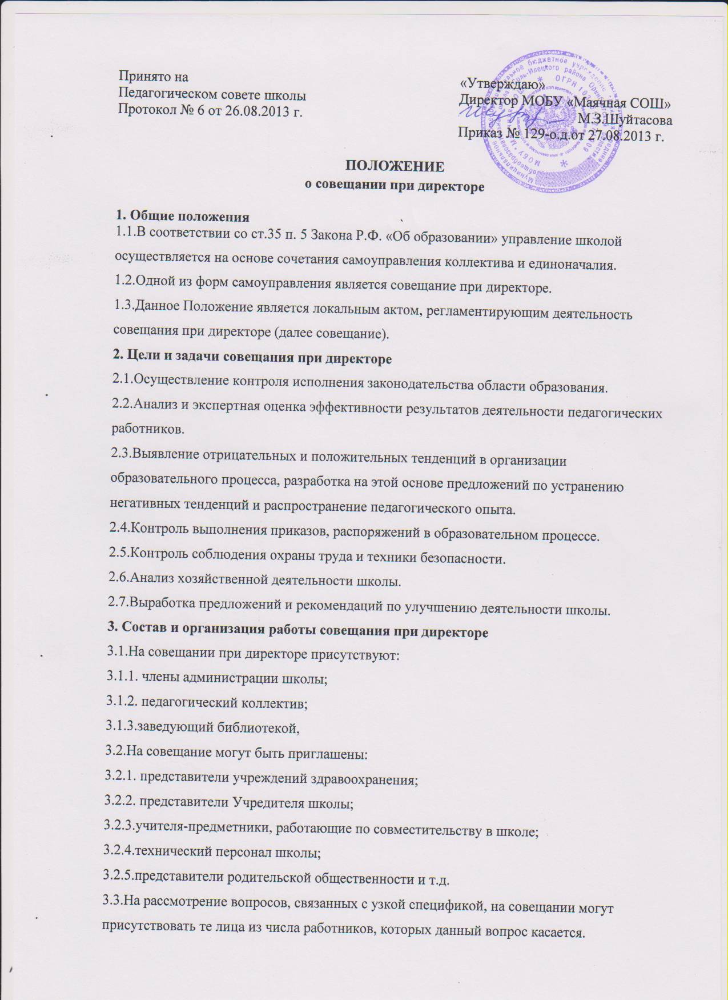 Принято на
Педагогическом совете школы
Протокол № 6 от 26.08.2013 г.
«Утверждаю»
Директор МОБУ «Маячная СОШ»
М.З.Шуйтасова
Приказ № 129-о.д.от 27.08.2013 г.
ПОЛОЖЕНИЕ
о совещании при директоре
1. Общие положения
1.1.В соответствии со ст.35 п. 5 Закона Р.Ф. «Об образовании» управление школой
осуществляется на основе сочетания самоуправления коллектива и единоначалия.
1.2.Одной из форм самоуправления является совещание при директоре.
1.3.Данное Положение является локальным актом, регламентирующим деятельность
совещания при директоре (далее совещание).
2. Цели и задачи совещания при директоре
2.1.Осуществление контроля исполнения законодательства области образования.
2.2.Анализ и экспертная оценка эффективности результатов деятельности педагогических
работников.
2.3.Выявление отрицательных и положительных тенденций в организации
образовательного процесса, разработка на этой основе предложений по устранению
негативных тенденций и распространение педагогического опыта.
2.4.Контроль выполнения приказов, распоряжений в образовательном процессе.
2.5.Контроль соблюдения охраны труда и техники безопасности.
2.6.Анализ хозяйственной деятельности школы.
2.7.Выработка предложений и рекомендаций по улучшению деятельности школы.
3. Состав и организация работы совещания при директоре
3.1.На совещании при директоре присутствуют:
3.1.1. члены администрации школы;
3.1.2. педагогический коллектив;
3.1.3.заведующий библиотекой,
3.2.На совещание могут быть приглашены:
3.2.1. представители учреждений здравоохранения;
3.2.2. представители Учредителя школы;
3.2.3.учителя-предметники, работающие по совместительству в школе;
3.2.4.технический персонал школы;
3.2.5.представители родительской общественности и т.д.
3.3.На рассмотрение вопросов, связанных с узкой спецификой, на совещании могут
присутствовать те лица из числа работников, которых данный вопрос касается.